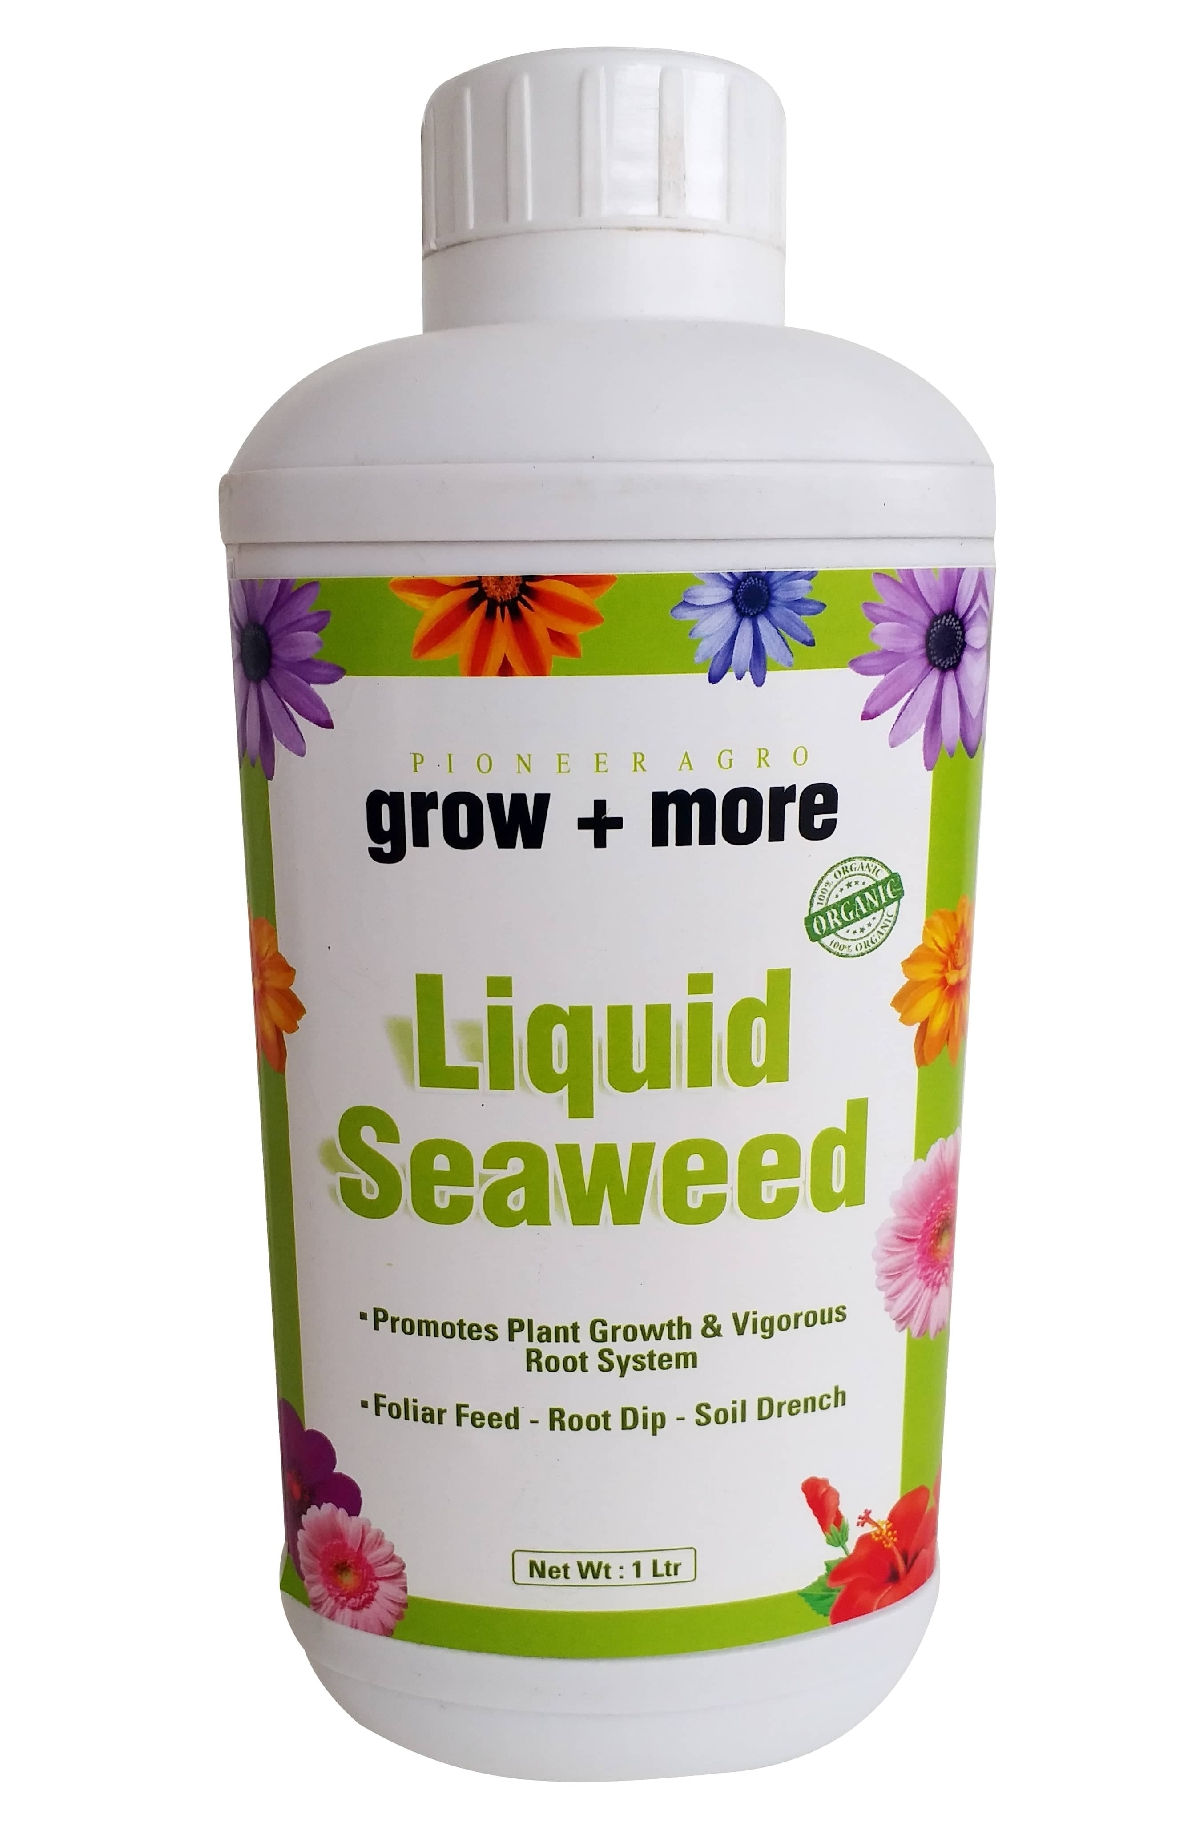 PIONEER AGRO
grow + more
100% ORGANIC
ORGANIC
100% ORGANIC
Liquid
Seaweed
▪Promotes Plant Growth & Vigorous
Root System
▪Foliar Feed - Root Dip - Soil Drench
Net Wt : 1 Ltr